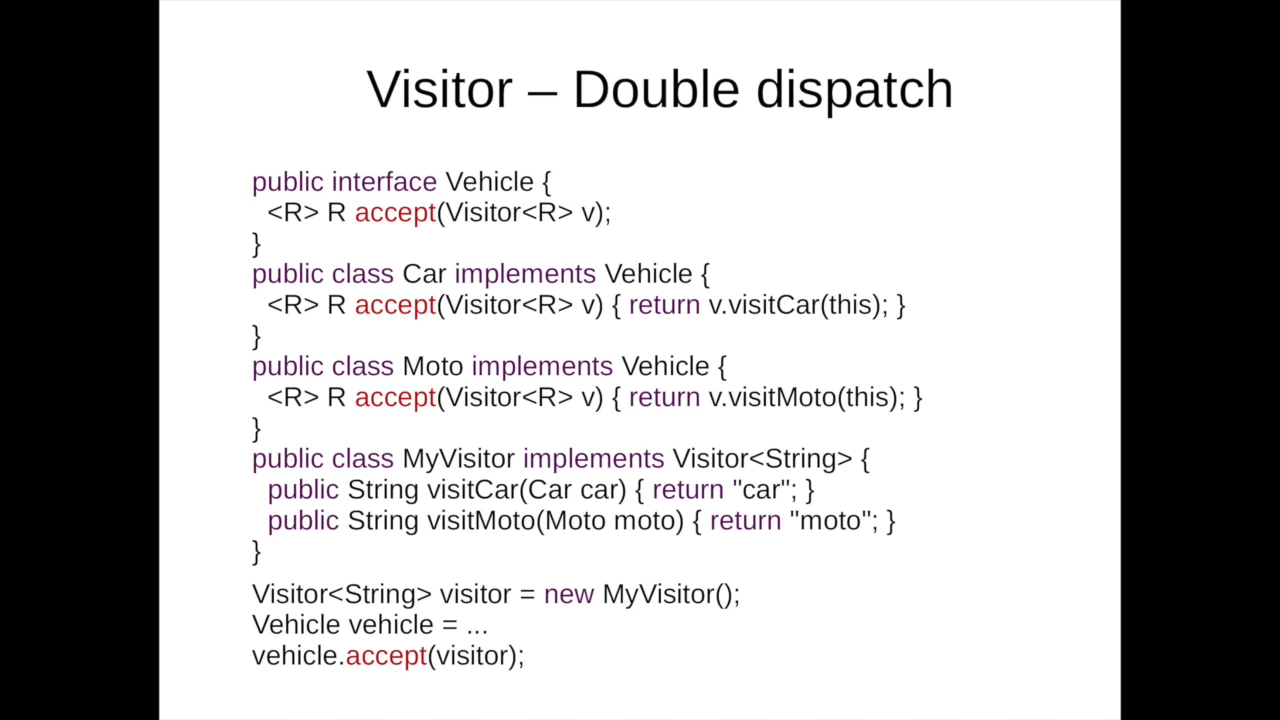 Visitor – Double dispatch
public interface Vehicle {
  <R> R accept(Visitor<R> v);
}
public class Car implements Vehicle {
  <R> R accept(Visitor<R> v) { return v.visitCar(this); }
}
public class Moto implements Vehicle {
  <R> R accept(Visitor<R> v) { return v.visitMoto(this); }
}
public class MyVisitor implements Visitor<String> {
  public String visitCar(Car car) { return "car"; }
  public String visitMoto(Moto moto) { return "moto"; }
}
Visitor<String> visitor = new MyVisitor();
Vehicle vehicle = ...
vehicle.accept(visitor);